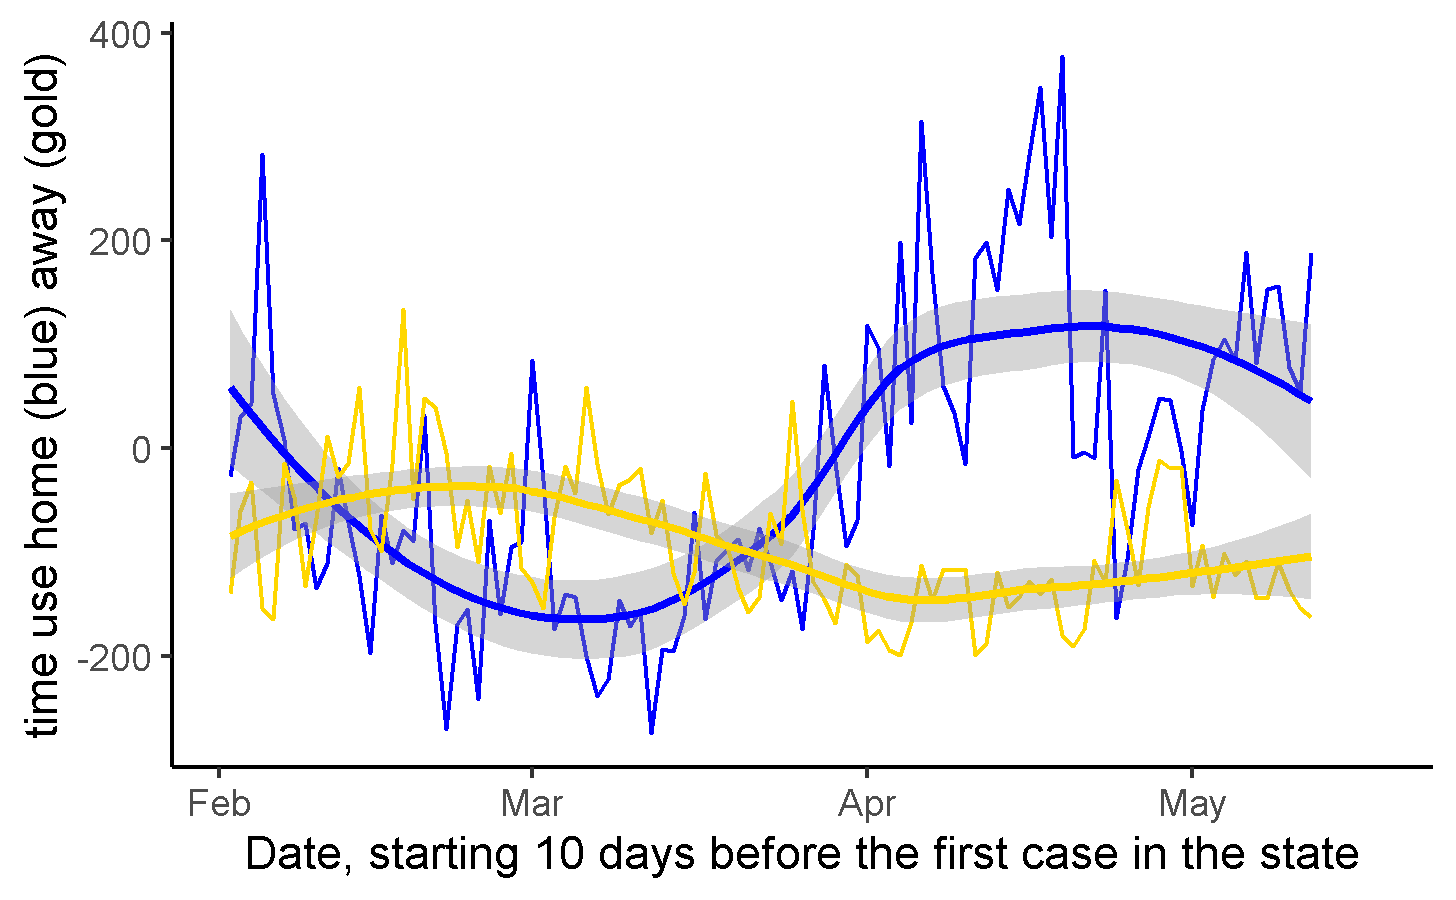 time use home (blue) away (gold)
400
200
0
-200
Feb Mar Apr May
Date, starting 10 days before the first case in the state